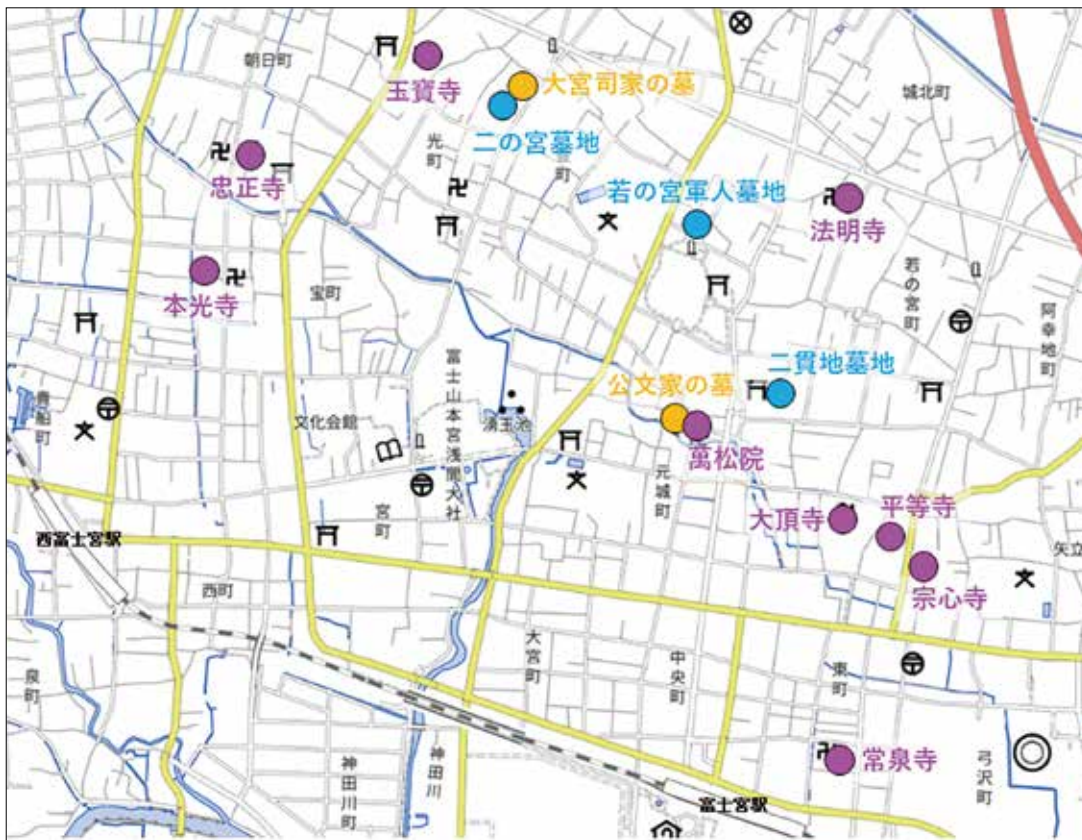 朝日町
玉寶寺
大宮司家の墓
城北町
二の宮墓地
光町
忠正寺
若の宮軍人墓地
法明寺
本光寺
宝町
若の宮町
阿幸地町
富士山本宮浅間大社
公文家の墓
二貫地墓地
貴船町
文化会館
湧玉池
萬松院
元城町
宮町
大頂寺
平等寺
西富士宮駅
矢立
宗心寺
西町
大宮町
中央町
東町
泉町
神田川町
神田川
常泉寺
弓沢町
富士宮駅